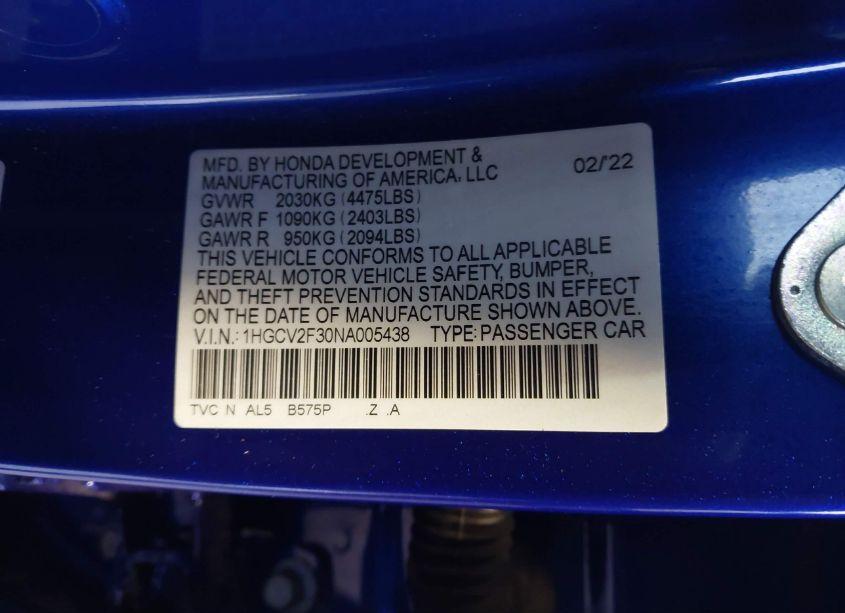 MFD. BY HONDA DEVELOPMENT & 02/'22
MANUFACTURING OF AMERICA, LLC
GVWR 2030KG (4475LBS)
GAWR F 1090KG (2403LBS)
GAWR R 950KG (2094LBS)
THIS VEHICLE CONFORMS TO ALL APPLICABLE
FEDERAL MOTOR VEHICLE SAFETY, BUMPER,
AND THEFT PREVENTION STANDARDS IN EFFECT
ON THE DATE OF MANUFACTURE SHOWN ABOVE.
V.I.N.: 1HGCV2F30NA005438 TYPE: PASSENGER CAR
TVC N AL5 B575P .Z .A